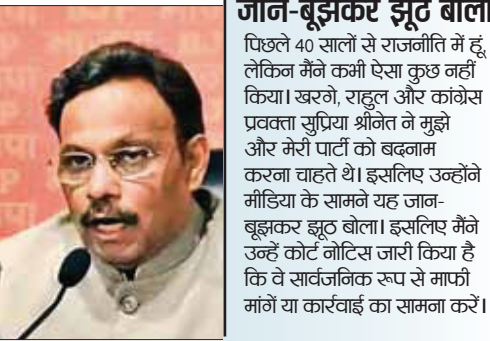 जान-बूझकर झूठ बोला
पिछले 40 सालों से राजनीति में हूं,
लेकिन मैंने कभी ऐसा कुछ नहीं
किया। खरगे, राहुल और कांग्रेस
प्रवक्ता सुप्रिया श्रीनेत ने मुझे
और मेरी पार्टी को बदनाम
करना चाहते थे। इसलिए उन्होंने
मीडिया के सामने यह जान-
बूझकर झूठ बोला। इसलिए मैंने
उन्हें कोर्ट नोटिस जारी किया है
कि वे सार्वजनिक रूप से माफी
मांगें या कार्रवाई का सामना करें।